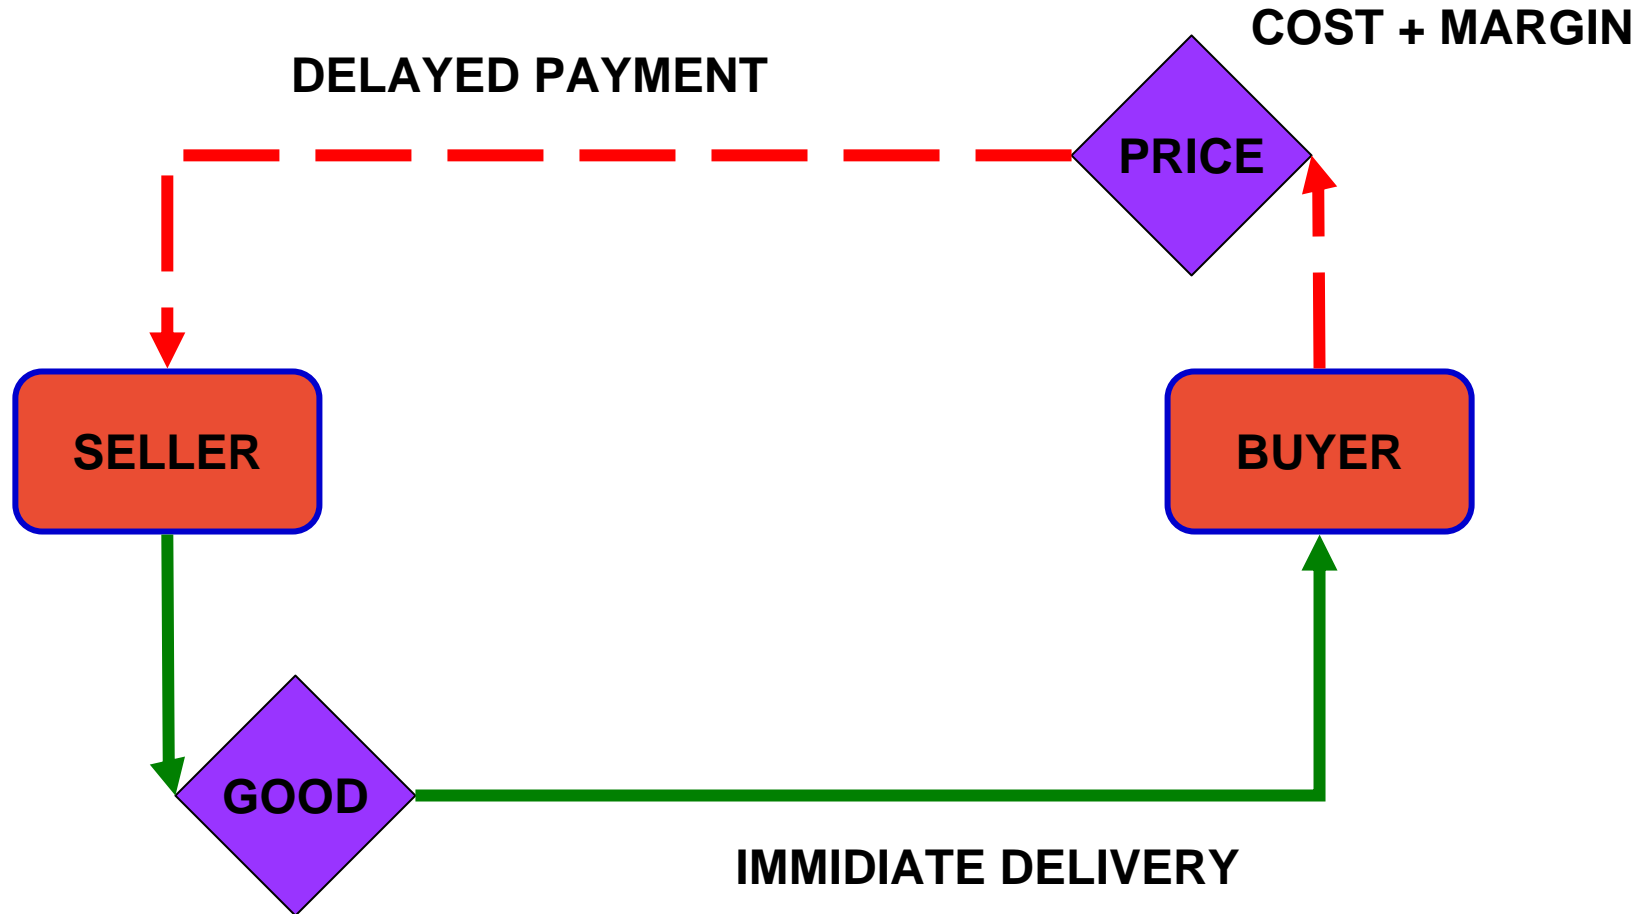 COST + MARGIN
DELAYED PAYMENT
PRICE
SELLER
BUYER
GOOD
IMMIDIATE DELIVERY